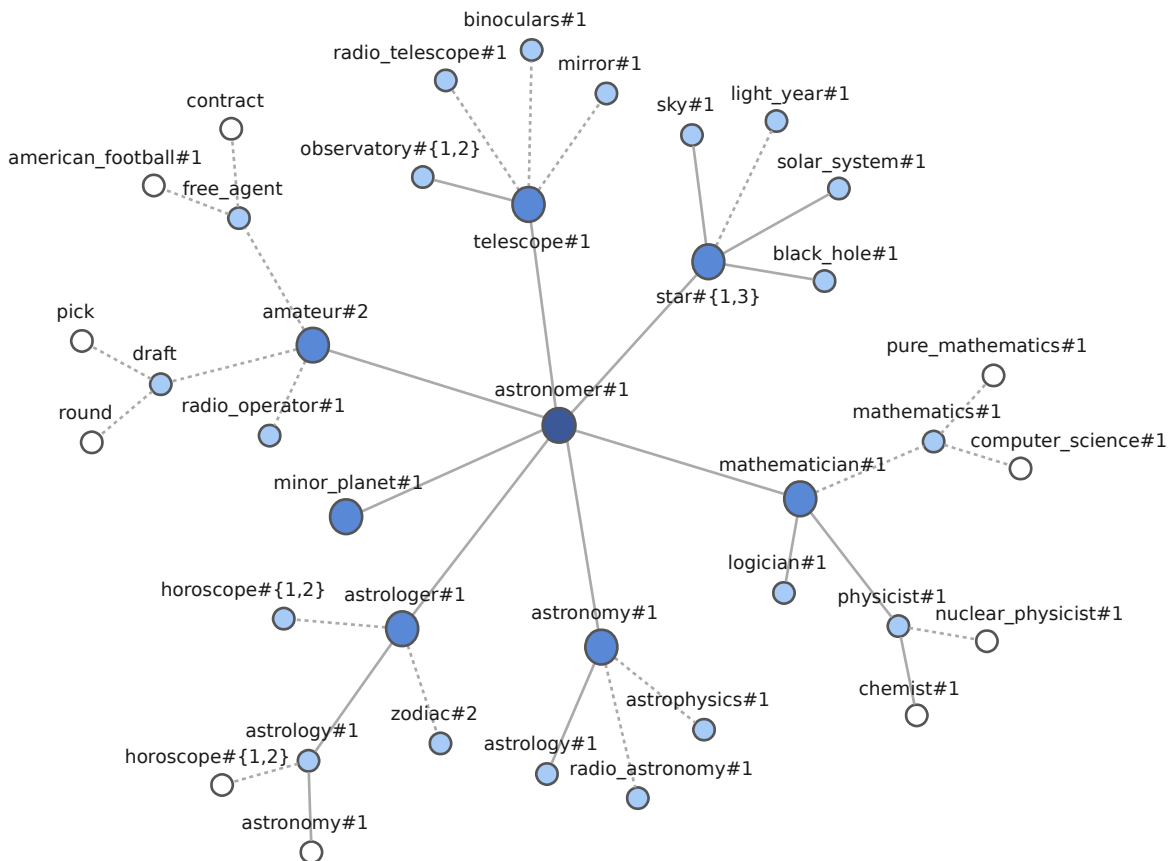 binoculars#1
radio_telescope#1
mirror#1
light_year#1
contract
sky#1
observatory#{1,2}
american_football#1
solar_system#1
free_agent
telescope#1
black_hole#1
star#{1,3}
pick
amateur#2
draft
pure_mathematics#1
astronomer#1
round
radio_operator#1
mathematics#1
computer_science#1
mathematician#1
minor_planet#1
logician#1
horoscope#{1,2}
astrologer#1
astronomy#1
physicist#1
nuclear_physicist#1
chemist#1
astrophysics#1
zodiac#2
astrology#1
astrology#1
horoscope#{1,2}
radio_astronomy#1
astronomy#1